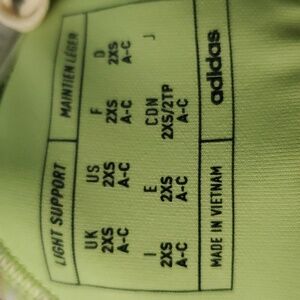 LIGHT SUPPORT MAINTIEN LÉGER
UK US F D
2XS 2XS 2XS 2XS
A-C A-C A-C A-C
I E CDN J
2XS 2XS 2XS/2TP
A-C A-C A-C
MADE IN VIETNAM adidas